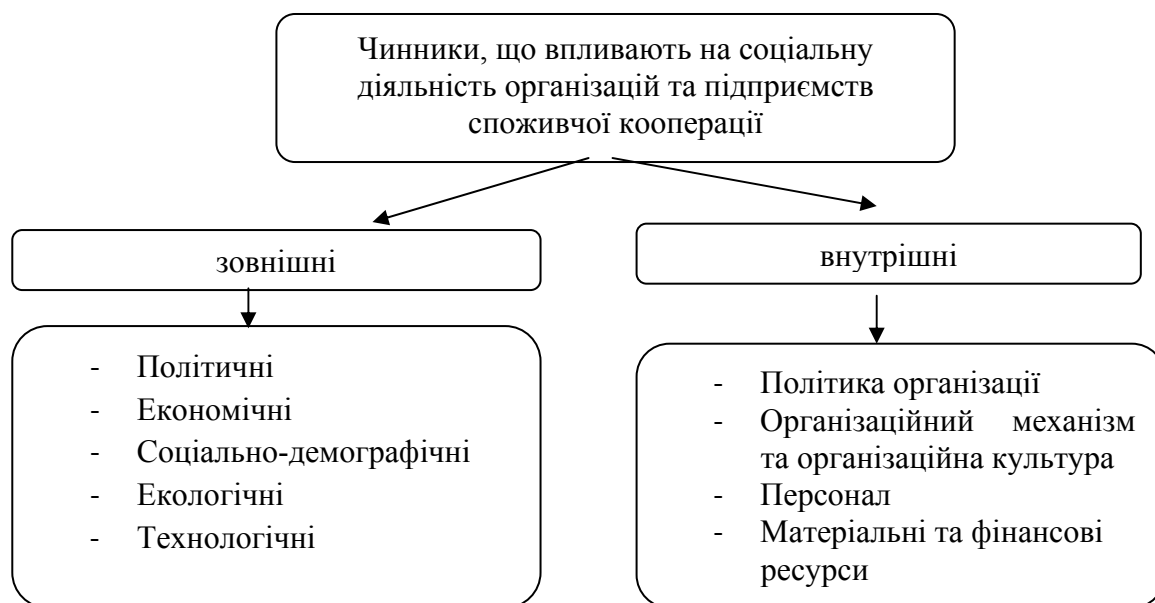 Чинники, що впливають на соціальну
діяльність організацій та підприємств
споживчої кооперації
зовнішні
внутрішні
- Політичні
- Економічні
- Соціально-демографічні
- Екологічні
- Технологічні
- Політика організації
- Організаційний механізм
та організаційна культура
- Персонал
- Матеріальні та фінансові
ресурси